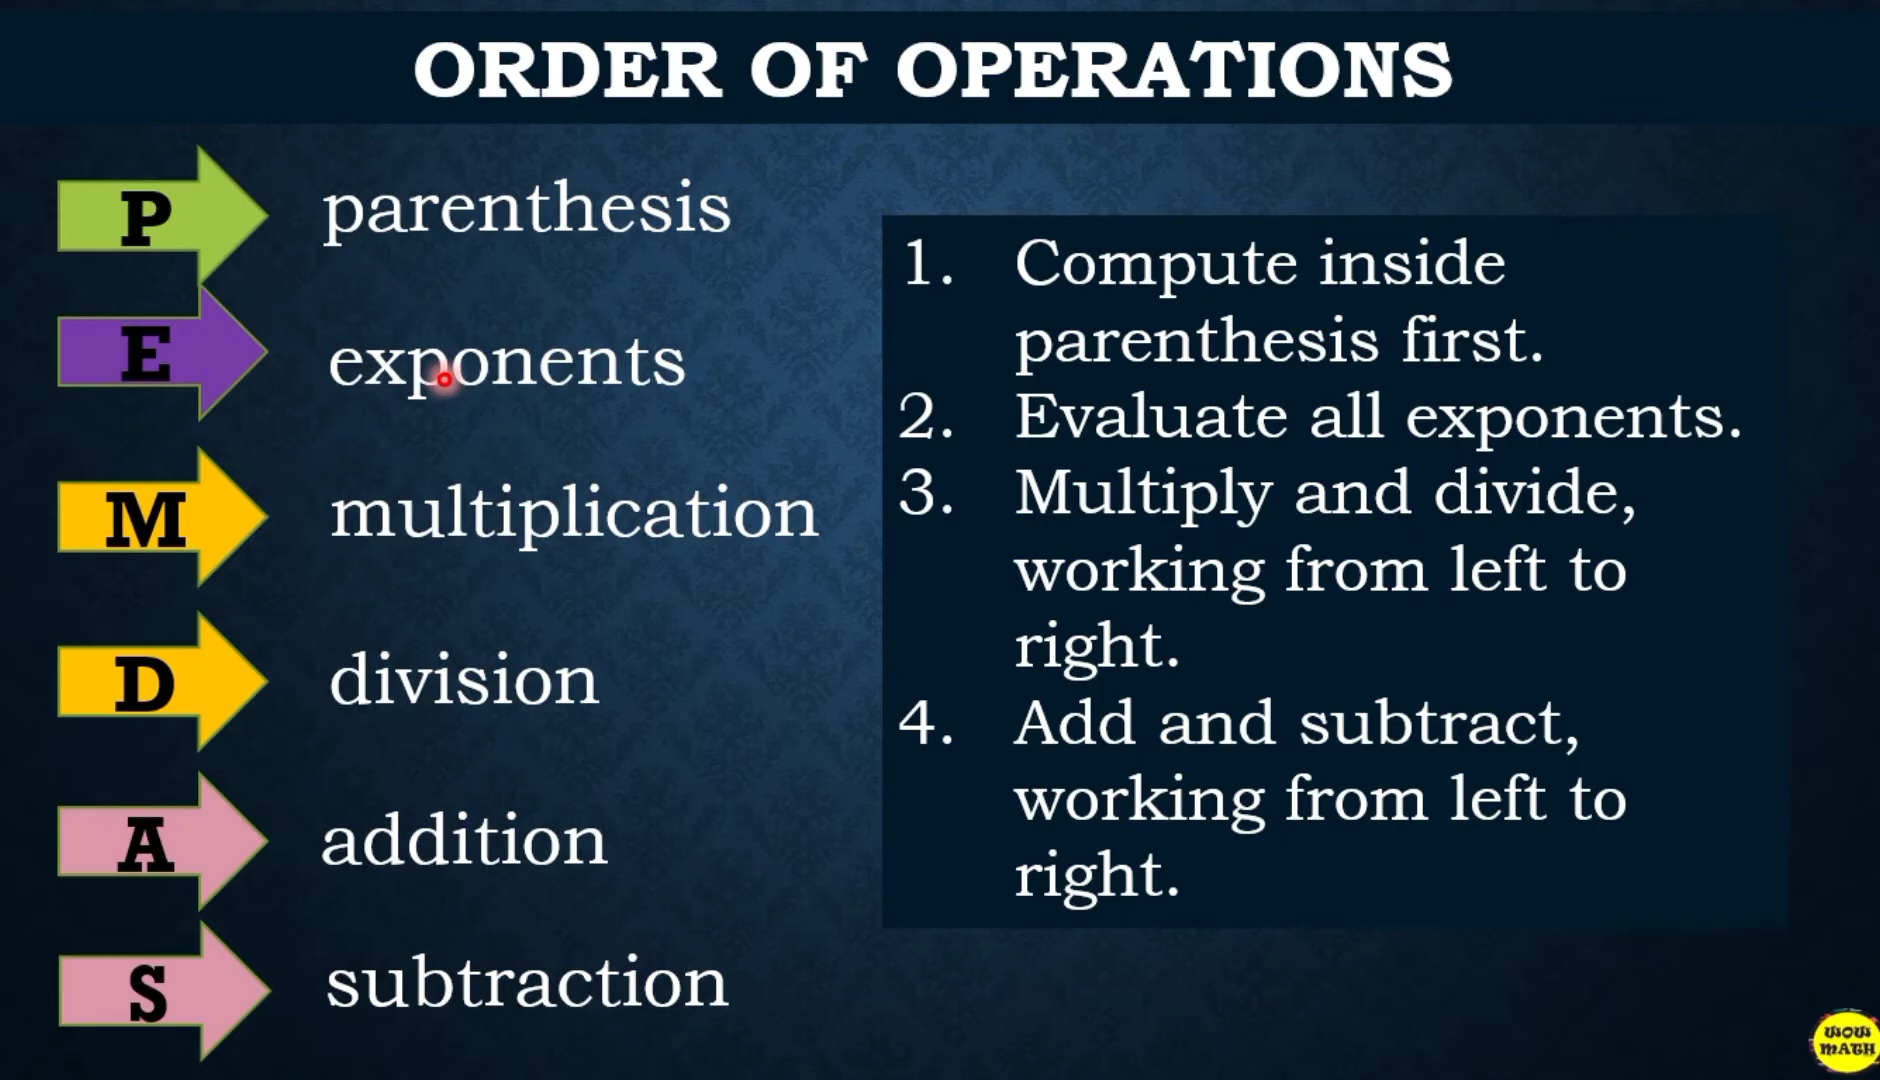 ORDER OF OPERATIONS
P parenthesis
E exponents
M multiplication
D division
A addition
S subtraction
1. Compute inside
parenthesis first.
2. Evaluate all exponents.
3. Multiply and divide,
working from left to
right.
4. Add and subtract,
working from left to
right.
WOW
MATH